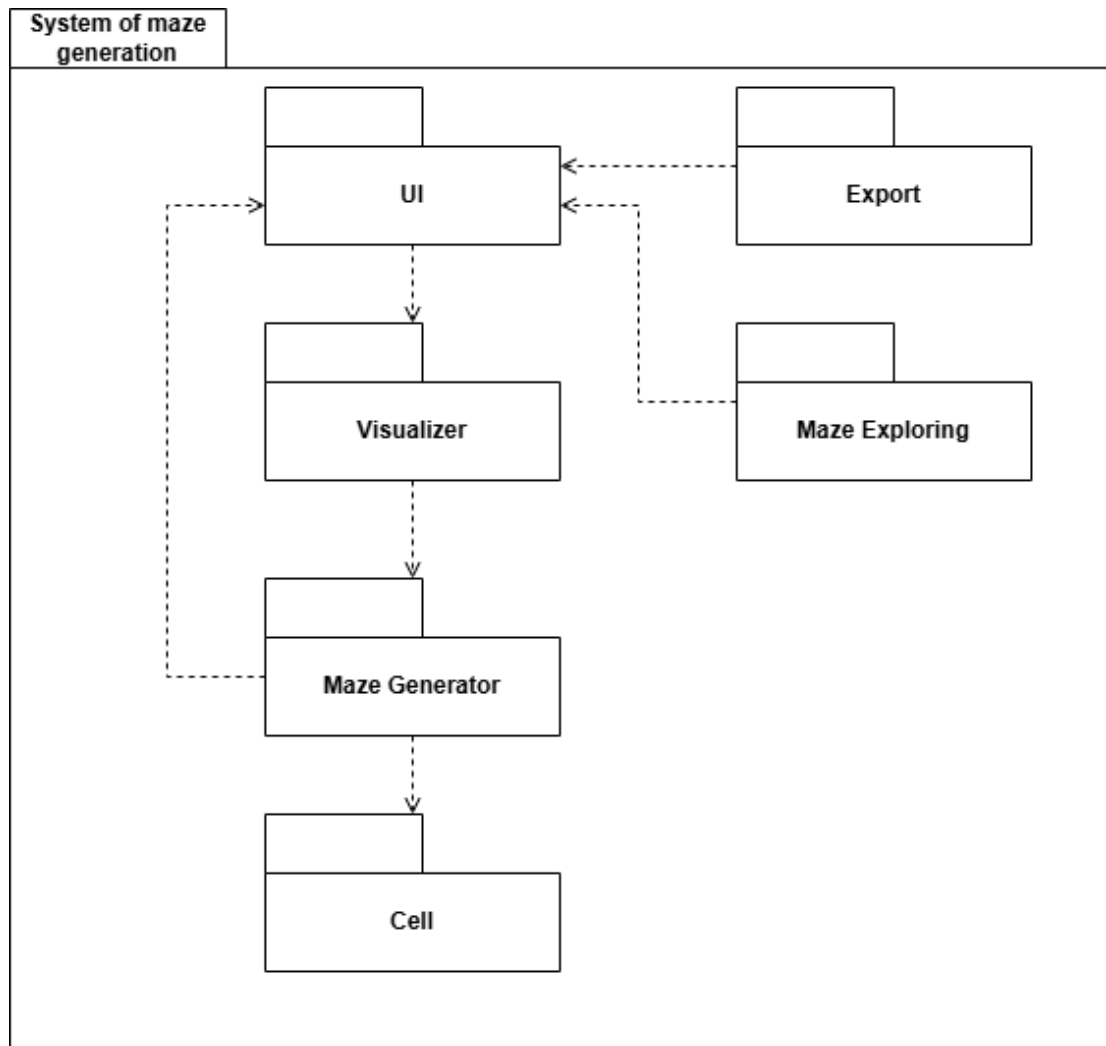 System of maze
generation
UI
Export
Visualizer
Maze Exploring
Maze Generator
Cell